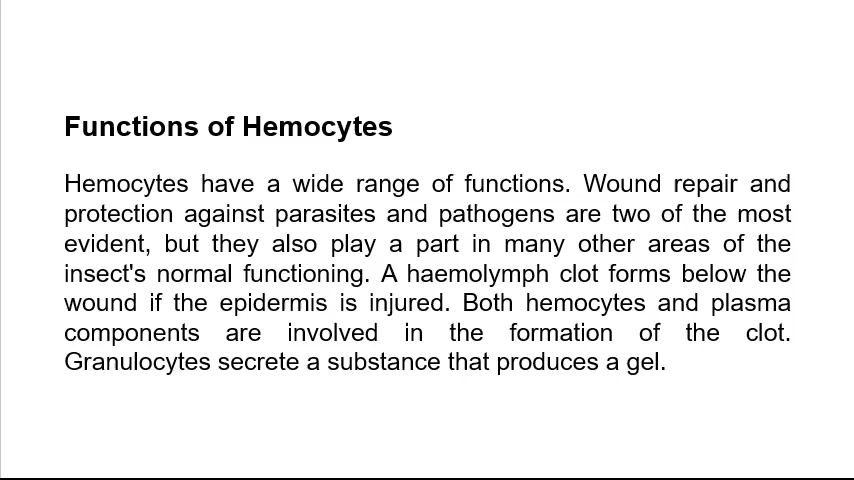 Functions of Hemocytes
Hemocytes have a wide range of functions. Wound repair and
protection against parasites and pathogens are two of the most
evident, but they also play a part in many other areas of the
insect's normal functioning. A haemolymph clot forms below the
wound if the epidermis is injured. Both hemocytes and plasma
components are involved in the formation of the clot.
Granulocytes secrete a substance that produces a gel.